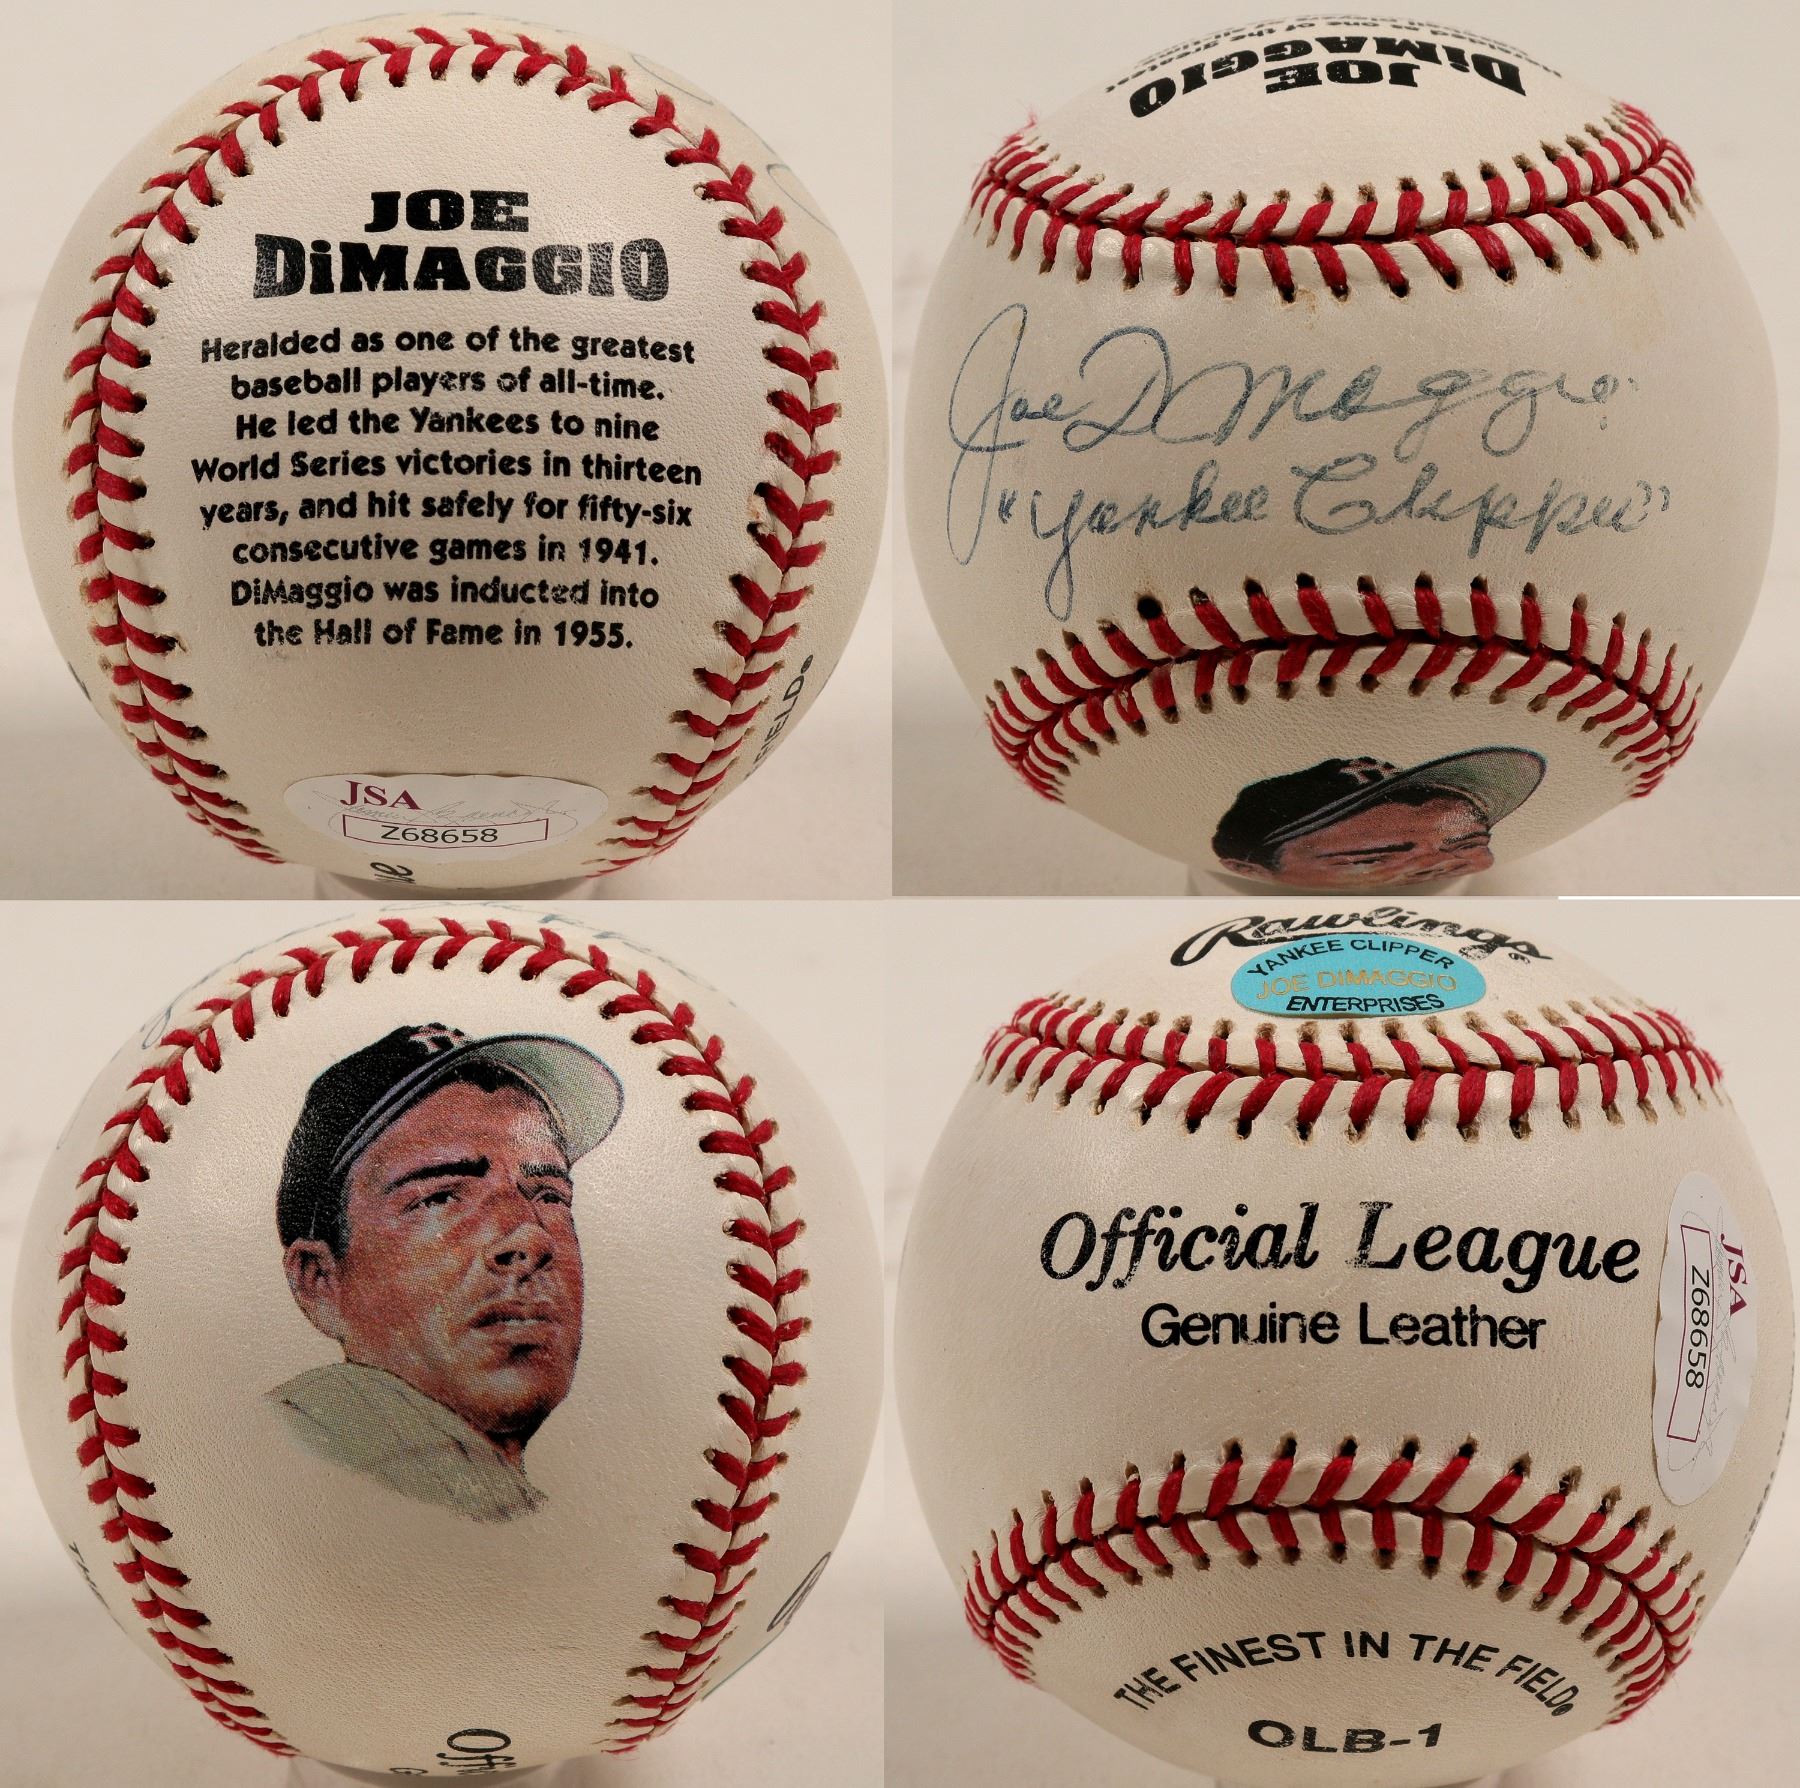 JOE
DiMAGGIO
Heralded as one of the greatest
baseball players of all-time.
He led the Yankees to nine
World Series victories in thirteen
years, and hit safely for fifty-six
consecutive games in 1941.
DiMaggio was inducted into
the Hall of Fame in 1955.
FIELD.
JSA
Z68658
JOE
DiMAGGIO
Joe DiMaggio
"Yankee Clipper"
Rawlings®
YANKEE CLIPPER
JOE DIMAGGIO
ENTERPRISES
Official League
Genuine Leather
JSA
Z68658
THE FINEST IN THE FIELD®
OLB-1